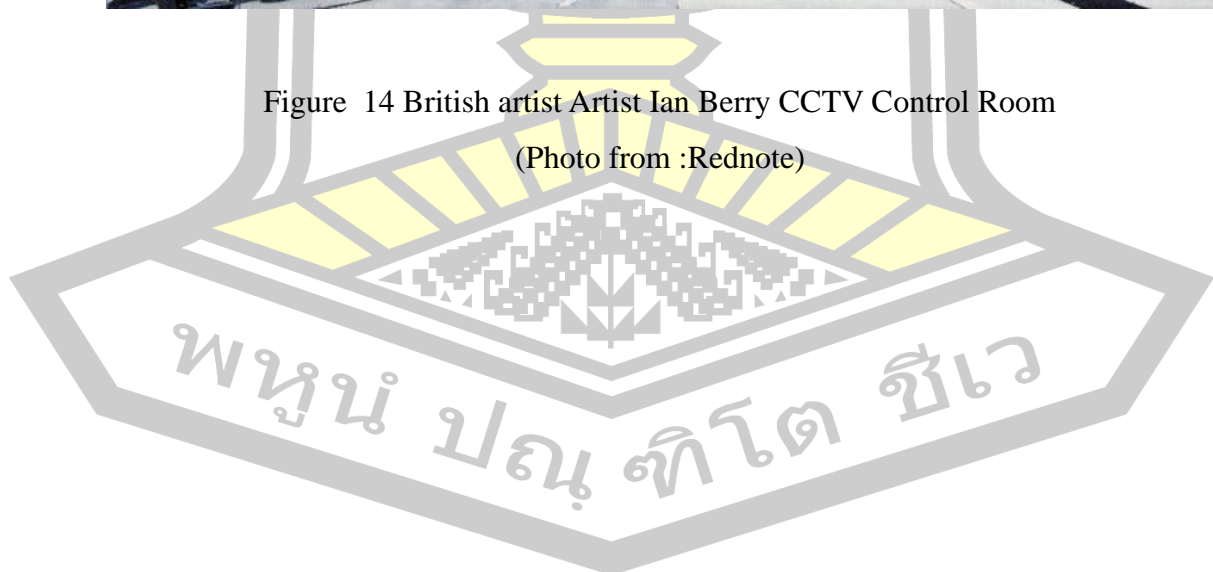 Figure 14 British artist Artist Ian Berry CCTV Control Room
(Photo from :Rednote)
พหูนํ ปณฺฑิโต ชีเว